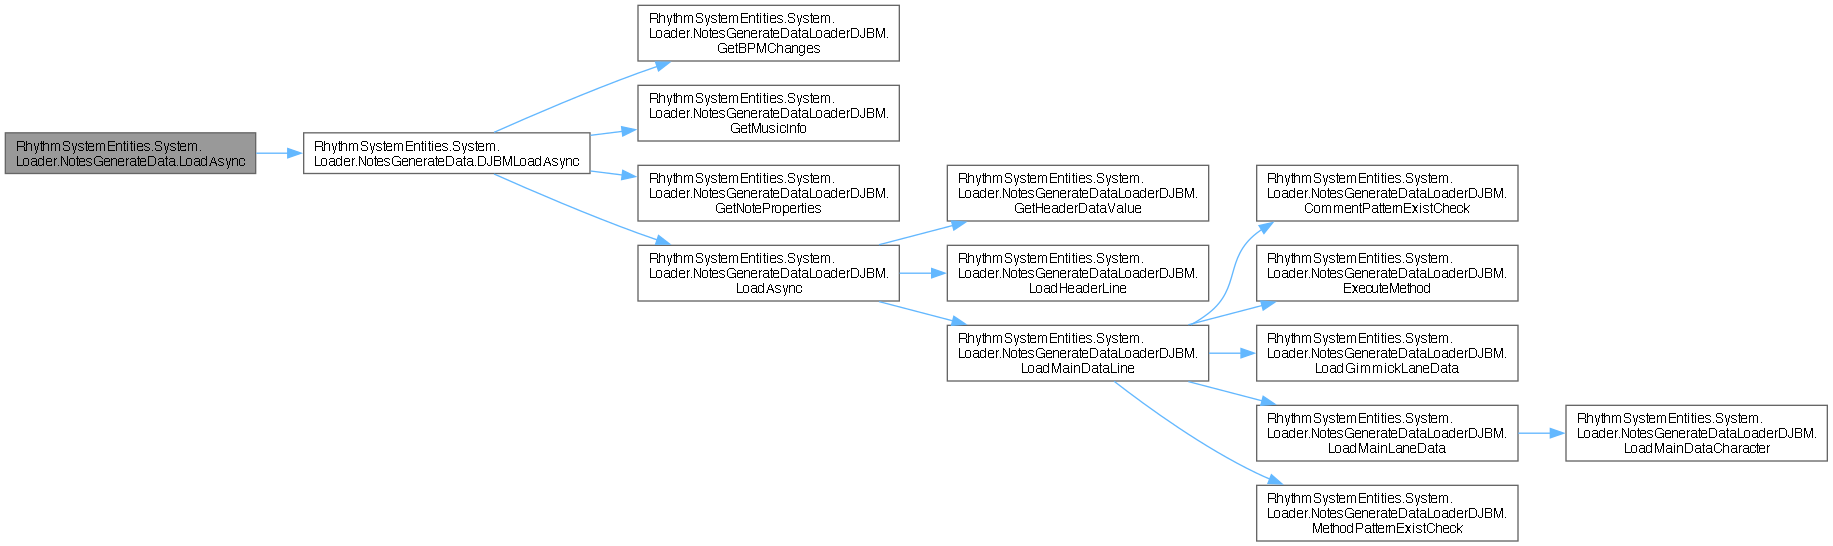 RhythmSystemEntities.System.
Loader.NotesGenerateData.LoadAsync
RhythmSystemEntities.System.
Loader.NotesGenerateData.DJBMLoadAsync
RhythmSystemEntities.System.
Loader.NotesGenerateDataLoaderDJBM.
GetBPMChanges
RhythmSystemEntities.System.
Loader.NotesGenerateDataLoaderDJBM.
GetMusicInfo
RhythmSystemEntities.System.
Loader.NotesGenerateDataLoaderDJBM.
GetNoteProperties
RhythmSystemEntities.System.
Loader.NotesGenerateDataLoaderDJBM.
LoadAsync
RhythmSystemEntities.System.
Loader.NotesGenerateDataLoaderDJBM.
GetHeaderDataValue
RhythmSystemEntities.System.
Loader.NotesGenerateDataLoaderDJBM.
LoadHeaderLine
RhythmSystemEntities.System.
Loader.NotesGenerateDataLoaderDJBM.
LoadMainDataLine
RhythmSystemEntities.System.
Loader.NotesGenerateDataLoaderDJBM.
CommentPatternExistCheck
RhythmSystemEntities.System.
Loader.NotesGenerateDataLoaderDJBM.
ExecuteMethod
RhythmSystemEntities.System.
Loader.NotesGenerateDataLoaderDJBM.
LoadGimmickLaneData
RhythmSystemEntities.System.
Loader.NotesGenerateDataLoaderDJBM.
LoadMainLaneData
RhythmSystemEntities.System.
Loader.NotesGenerateDataLoaderDJBM.
MethodPatternExistCheck
RhythmSystemEntities.System.
Loader.NotesGenerateDataLoaderDJBM.
LoadMainDataCharacter